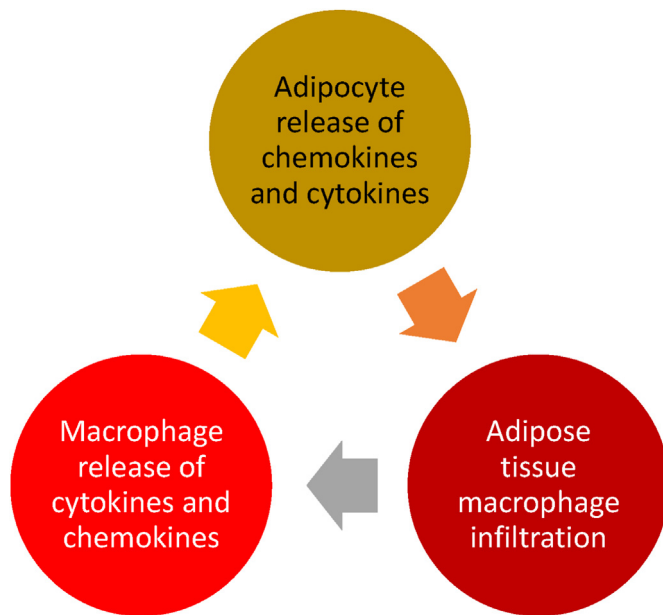 Adipocyte
release of
chemokines
and cytokines
Macrophage
release of
cytokines and
chemokines
Adipose
tissue
macrophage
infiltration